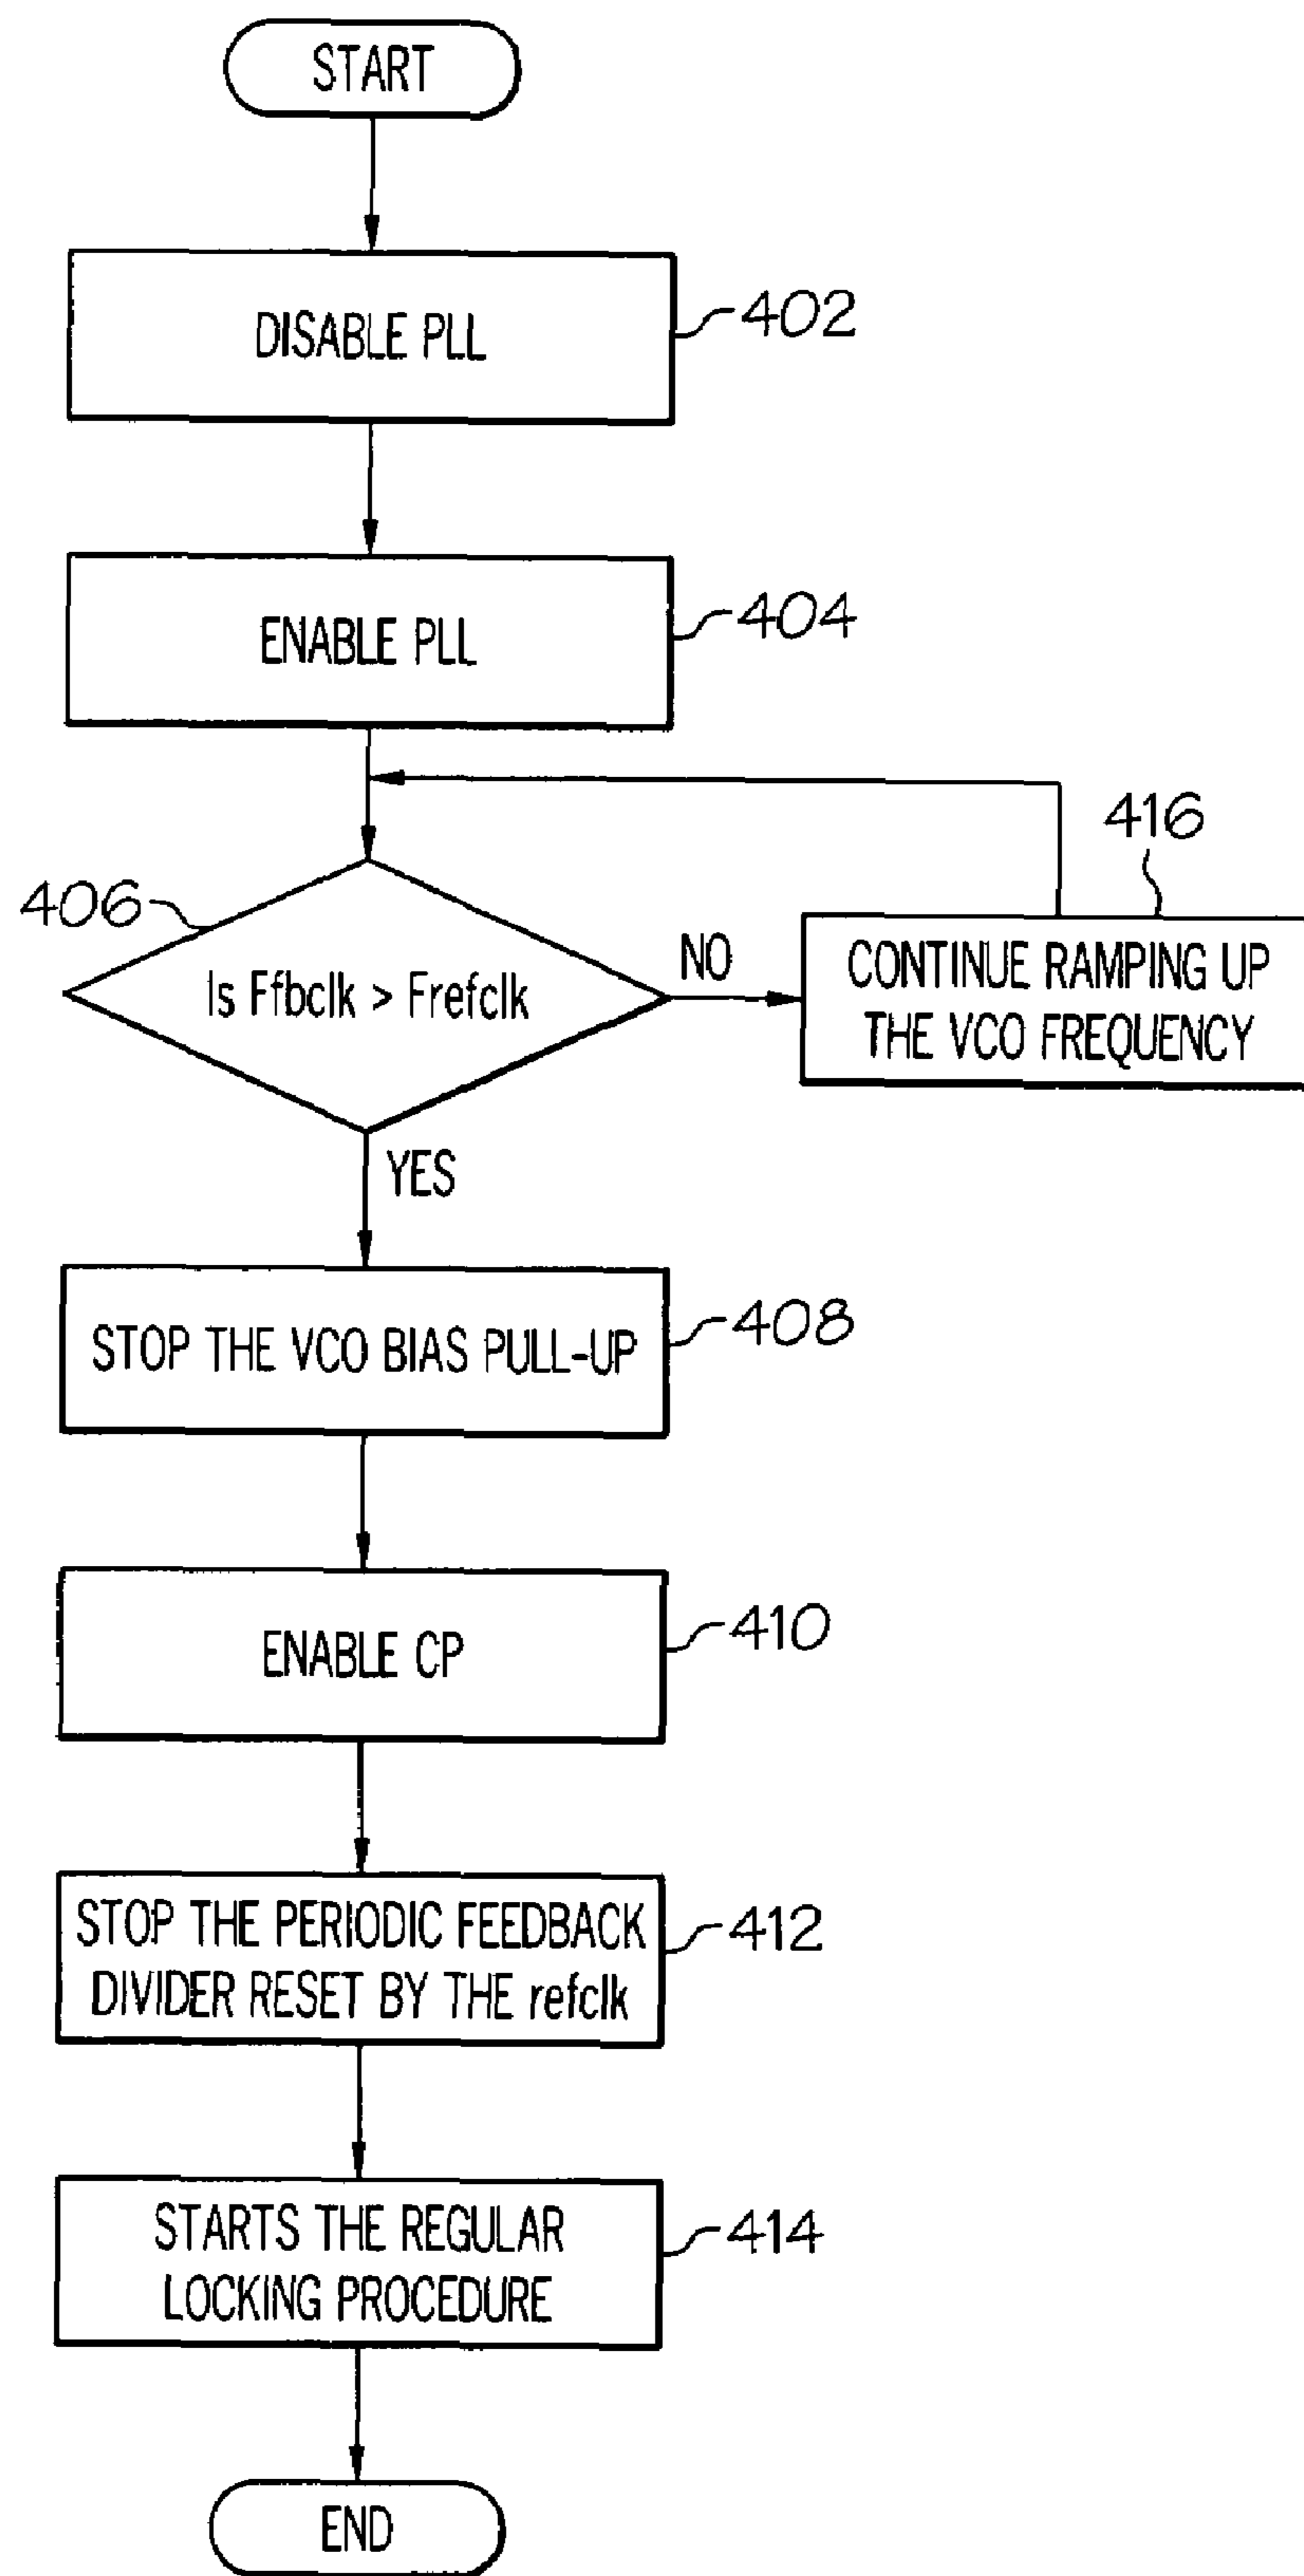 START
DISABLE PLL
402
ENABLE PLL
404
416
406
Is Ffbclk > Frefclk
NO
CONTINUE RAMPING UP
THE VCO FREQUENCY
YES
STOP THE VCO BIAS PULL-UP
408
ENABLE CP
410
STOP THE PERIODIC FEEDBACK
DIVIDER RESET BY THE refclk
412
STARTS THE REGULAR
LOCKING PROCEDURE
414
END